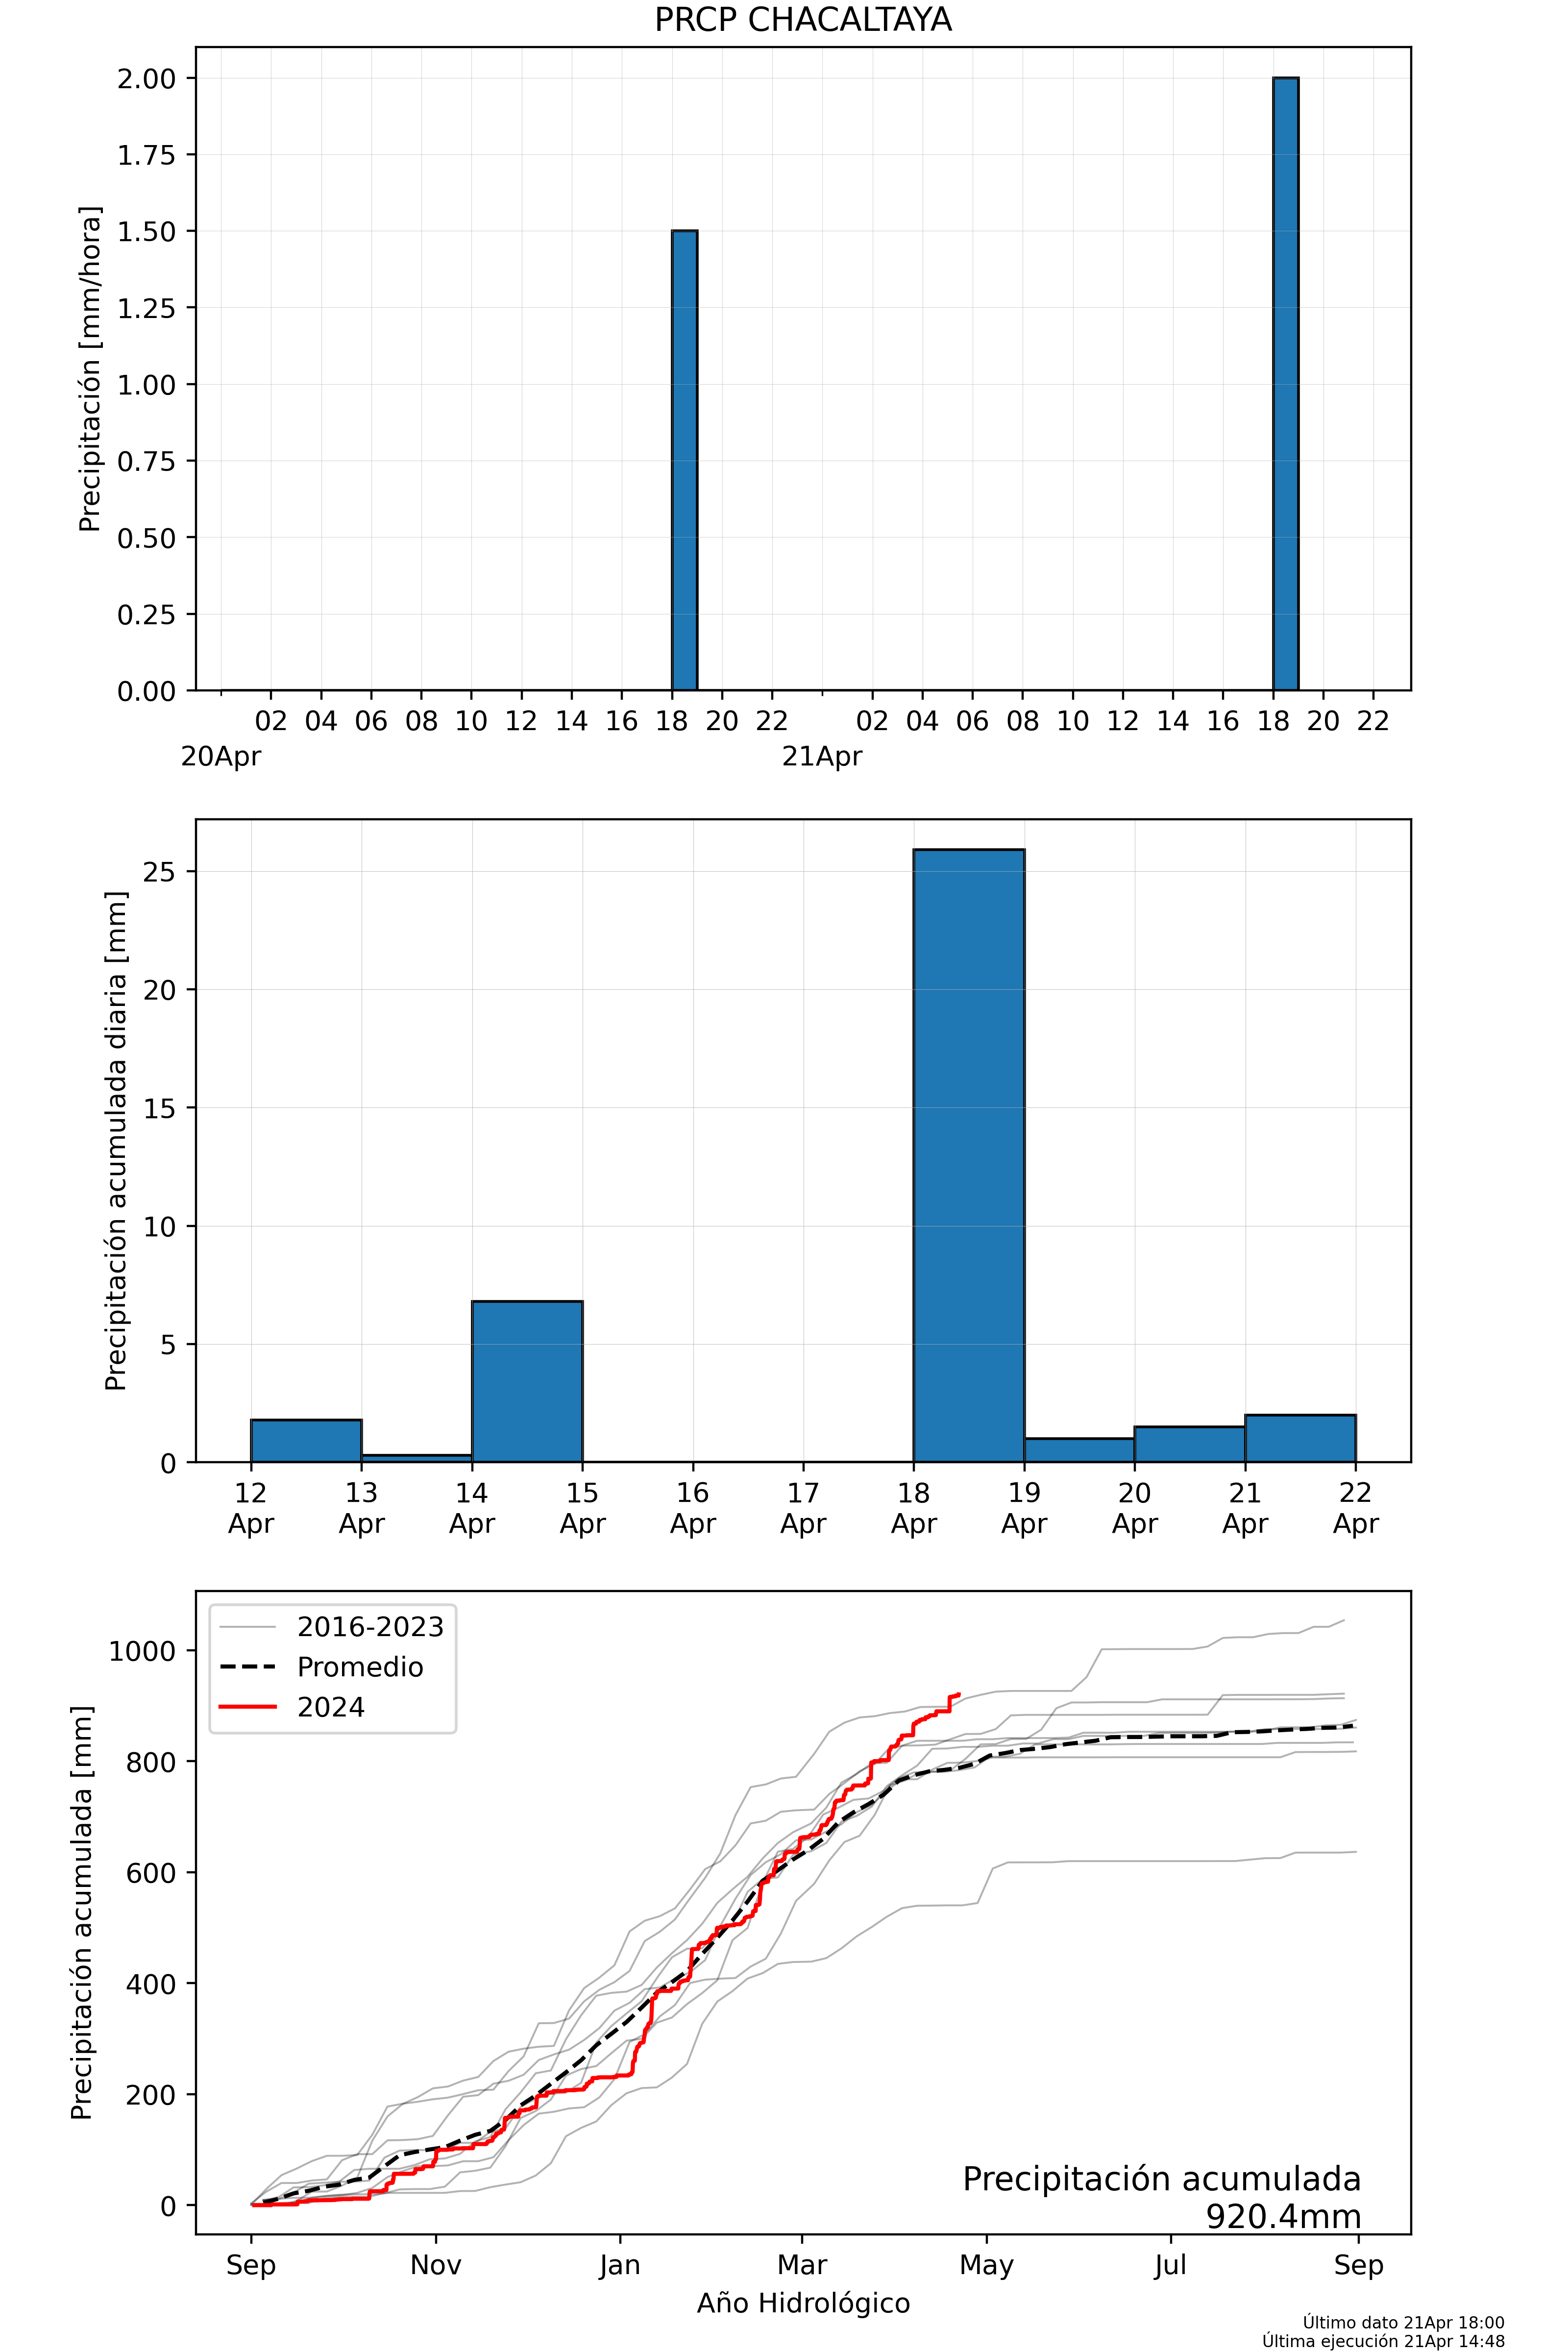 PRCP CHACALTAYA
Precipitación [mm/hora]
2.00
1.75
1.50
1.25
1.00
0.75
0.50
0.25
0.00
02 04 06 08 10 12 14 16 18 20 22 02 04 06 08 10 12 14 16 18 20 22
20Apr 21Apr
Precipitación acumulada diaria [mm]
25
20
15
10
5
0
12 13 14 15 16 17 18 19 20 21 22
Apr Apr Apr Apr Apr Apr Apr Apr Apr Apr Apr
Precipitación acumulada [mm]
1000
800
600
400
200
0
2016-2023
Promedio
2024
Precipitación acumulada
920.4mm
Sep Nov Jan Mar May Jul Sep
Año Hidrológico
Último dato 21Apr 18:00
Última ejecución 21Apr 14:48